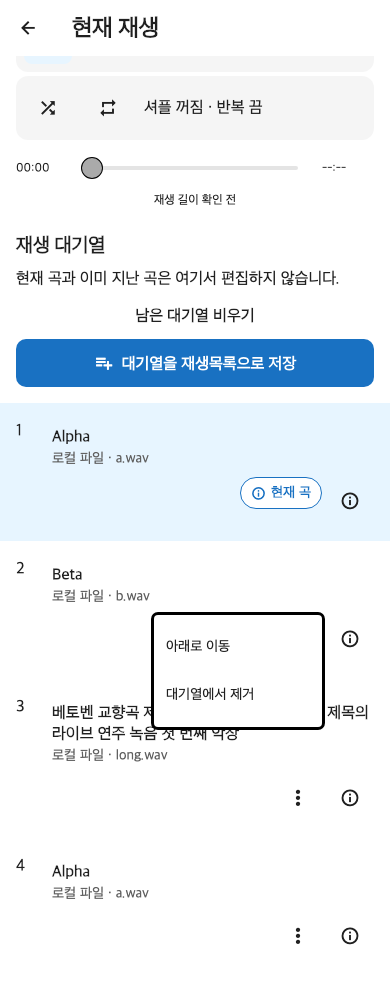 현재 재생
셔플 꺼짐 · 반복 끔
00:00
--:--
재생 길이 확인 전
재생 대기열
현재 곡과 이미 지난 곡은 여기서 편집하지 않습니다.
남은 대기열 비우기
대기열을 재생목록으로 저장
1
Alpha
로컬 파일 · a.wav
현재 곡
2
Beta
로컬 파일 · b.wav
아래로 이동
대기열에서 제거
3
베토벤 교향곡 제목의
라이브 연주 녹음 첫 번째 악장
로컬 파일 · long.wav
4
Alpha
로컬 파일 · a.wav